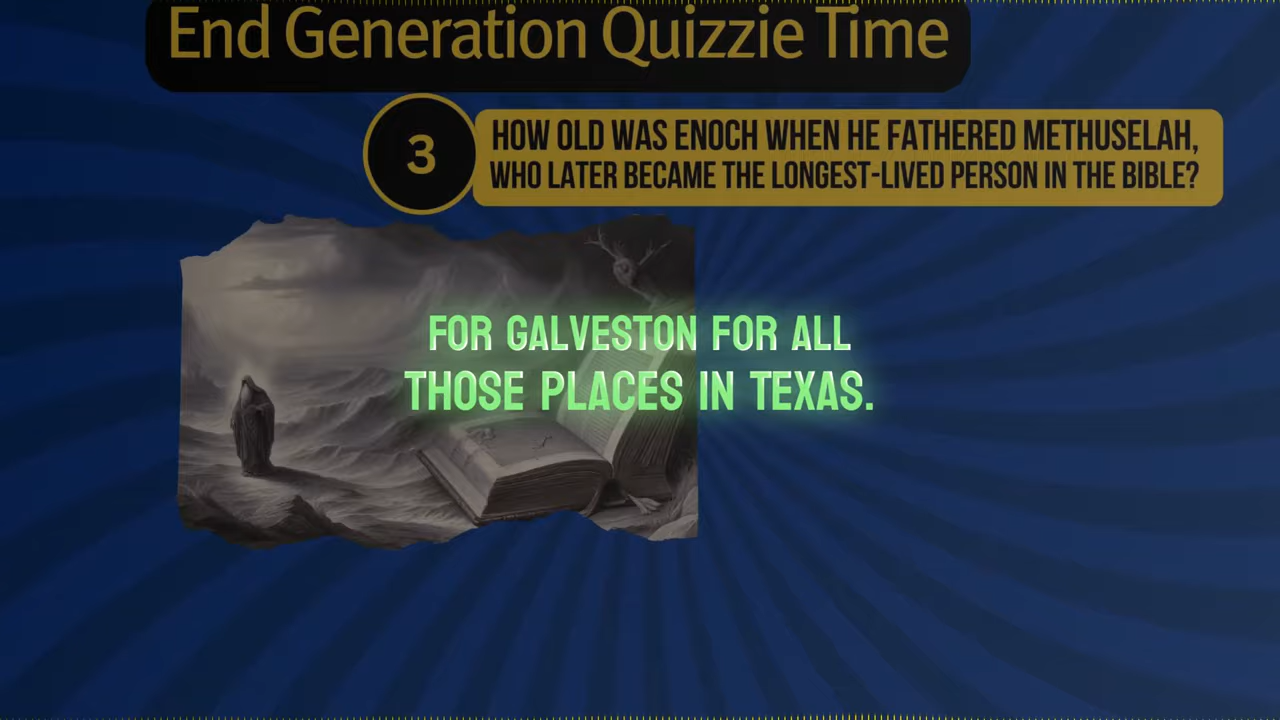 End Generation Quizzie Time
3
HOW OLD WAS ENOCH WHEN HE FATHERED METHUSELAH,
WHO LATER BECAME THE LONGEST-LIVED PERSON IN THE BIBLE?
FOR GALVESTON FOR ALL
THOSE PLACES IN TEXAS.